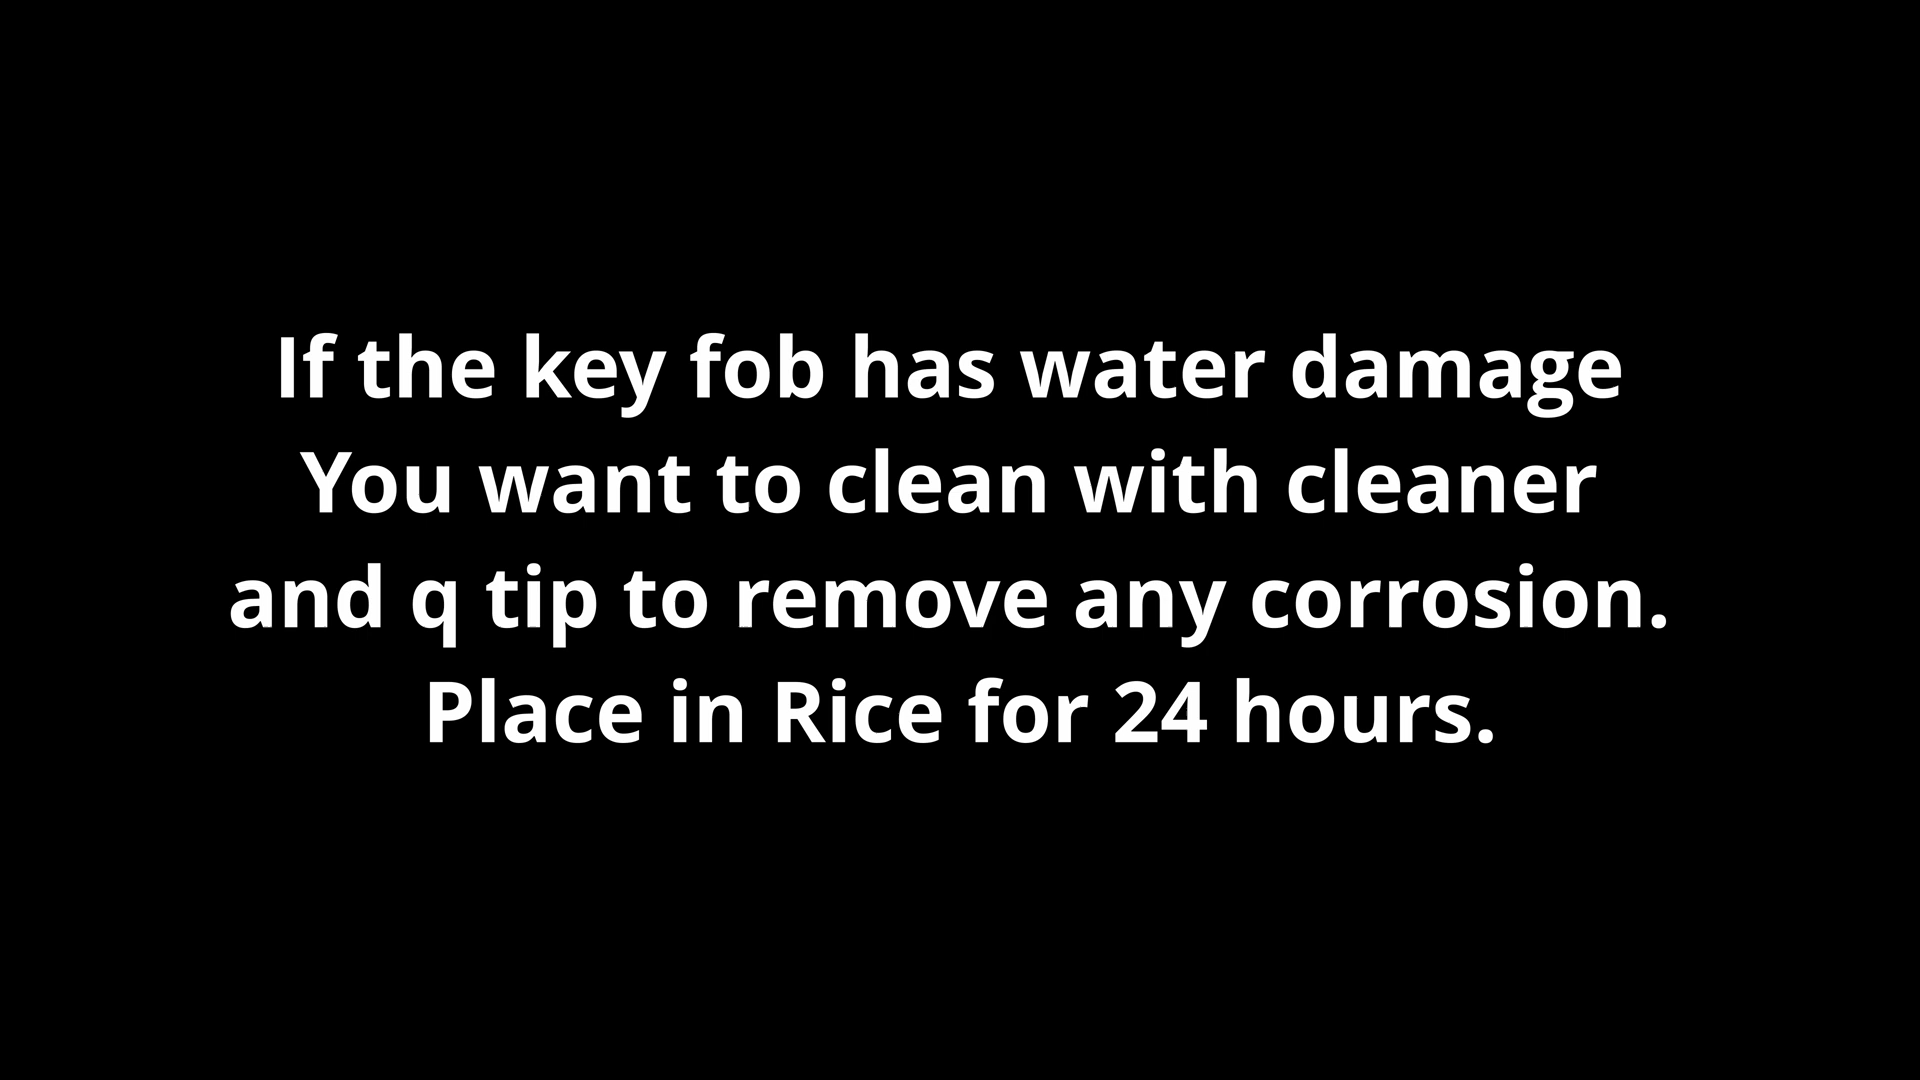 If the key fob has water damage
You want to clean with cleaner
and q tip to remove any corrosion.
Place in Rice for 24 hours.